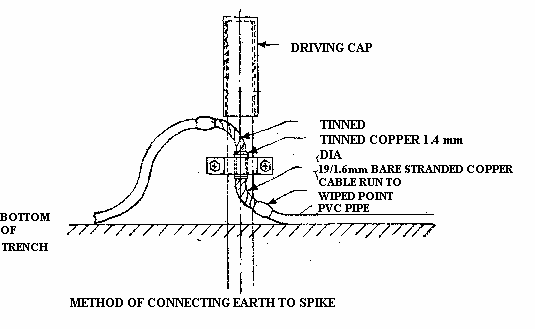 DRIVING CAP
TINNED
TINNED COPPER 1.4 mm
DIA
19/1.6mm BARE STRANDED COPPER
CABLE RUN TO
WIPED POINT
PVC PIPE
BOTTOM
OF
TRENCH
METHOD OF CONNECTING EARTH TO SPIKE